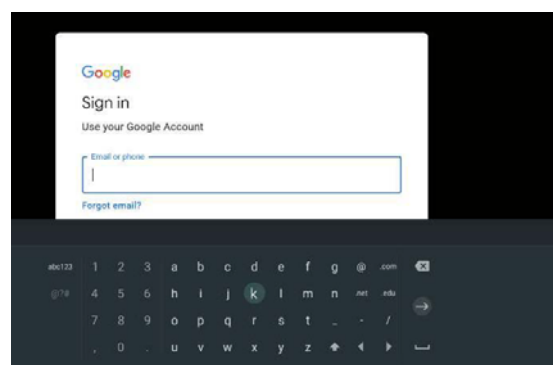 Google
Sign in
Use your Google Account
Email or phone
Forgot email?
abc123 1 2 3 a b c d e f g @ .com
@?# 4 5 6 h i j k l m n .net .edu
7 8 9 o p q r s t _ - /
, 0 . u v w x y z